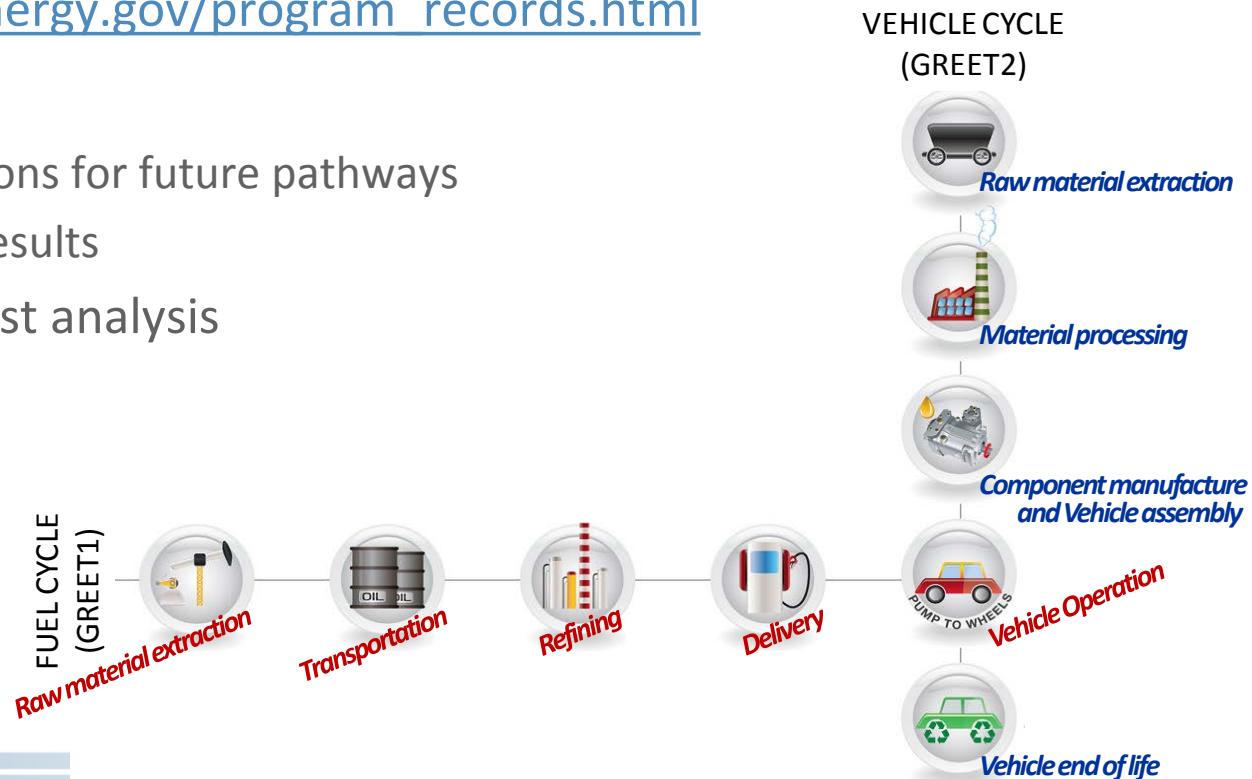 nergy.gov/program_records.html
VEHICLE CYCLE
(GREET2)
ons for future pathways
Raw material extraction
esults
st analysis
Material processing
Component manufacture
and Vehicle assembly
FUEL CYCLE
(GREET1)
OIL
OIL
PUMP TO WHEELS
Raw material extraction
Transportation
Refining
Delivery
Vehicle Operation
Vehicle end of life